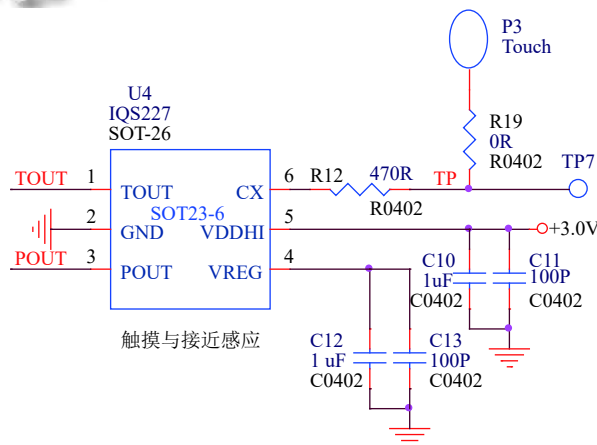 P3
Touch
U4
IQS227
SOT-26
R19
0R
R0402
TP7
TOUT
1
TOUT
CX
6
R12
470R
TP
R0402
SOT23-6
2
GND
VDDHI
5
+3.0V
POUT
3
POUT
VREG
4
C10
1uF
C0402
C11
100P
C0402
触摸与接近感应
C12
1 uF
C0402
C13
100P
C0402